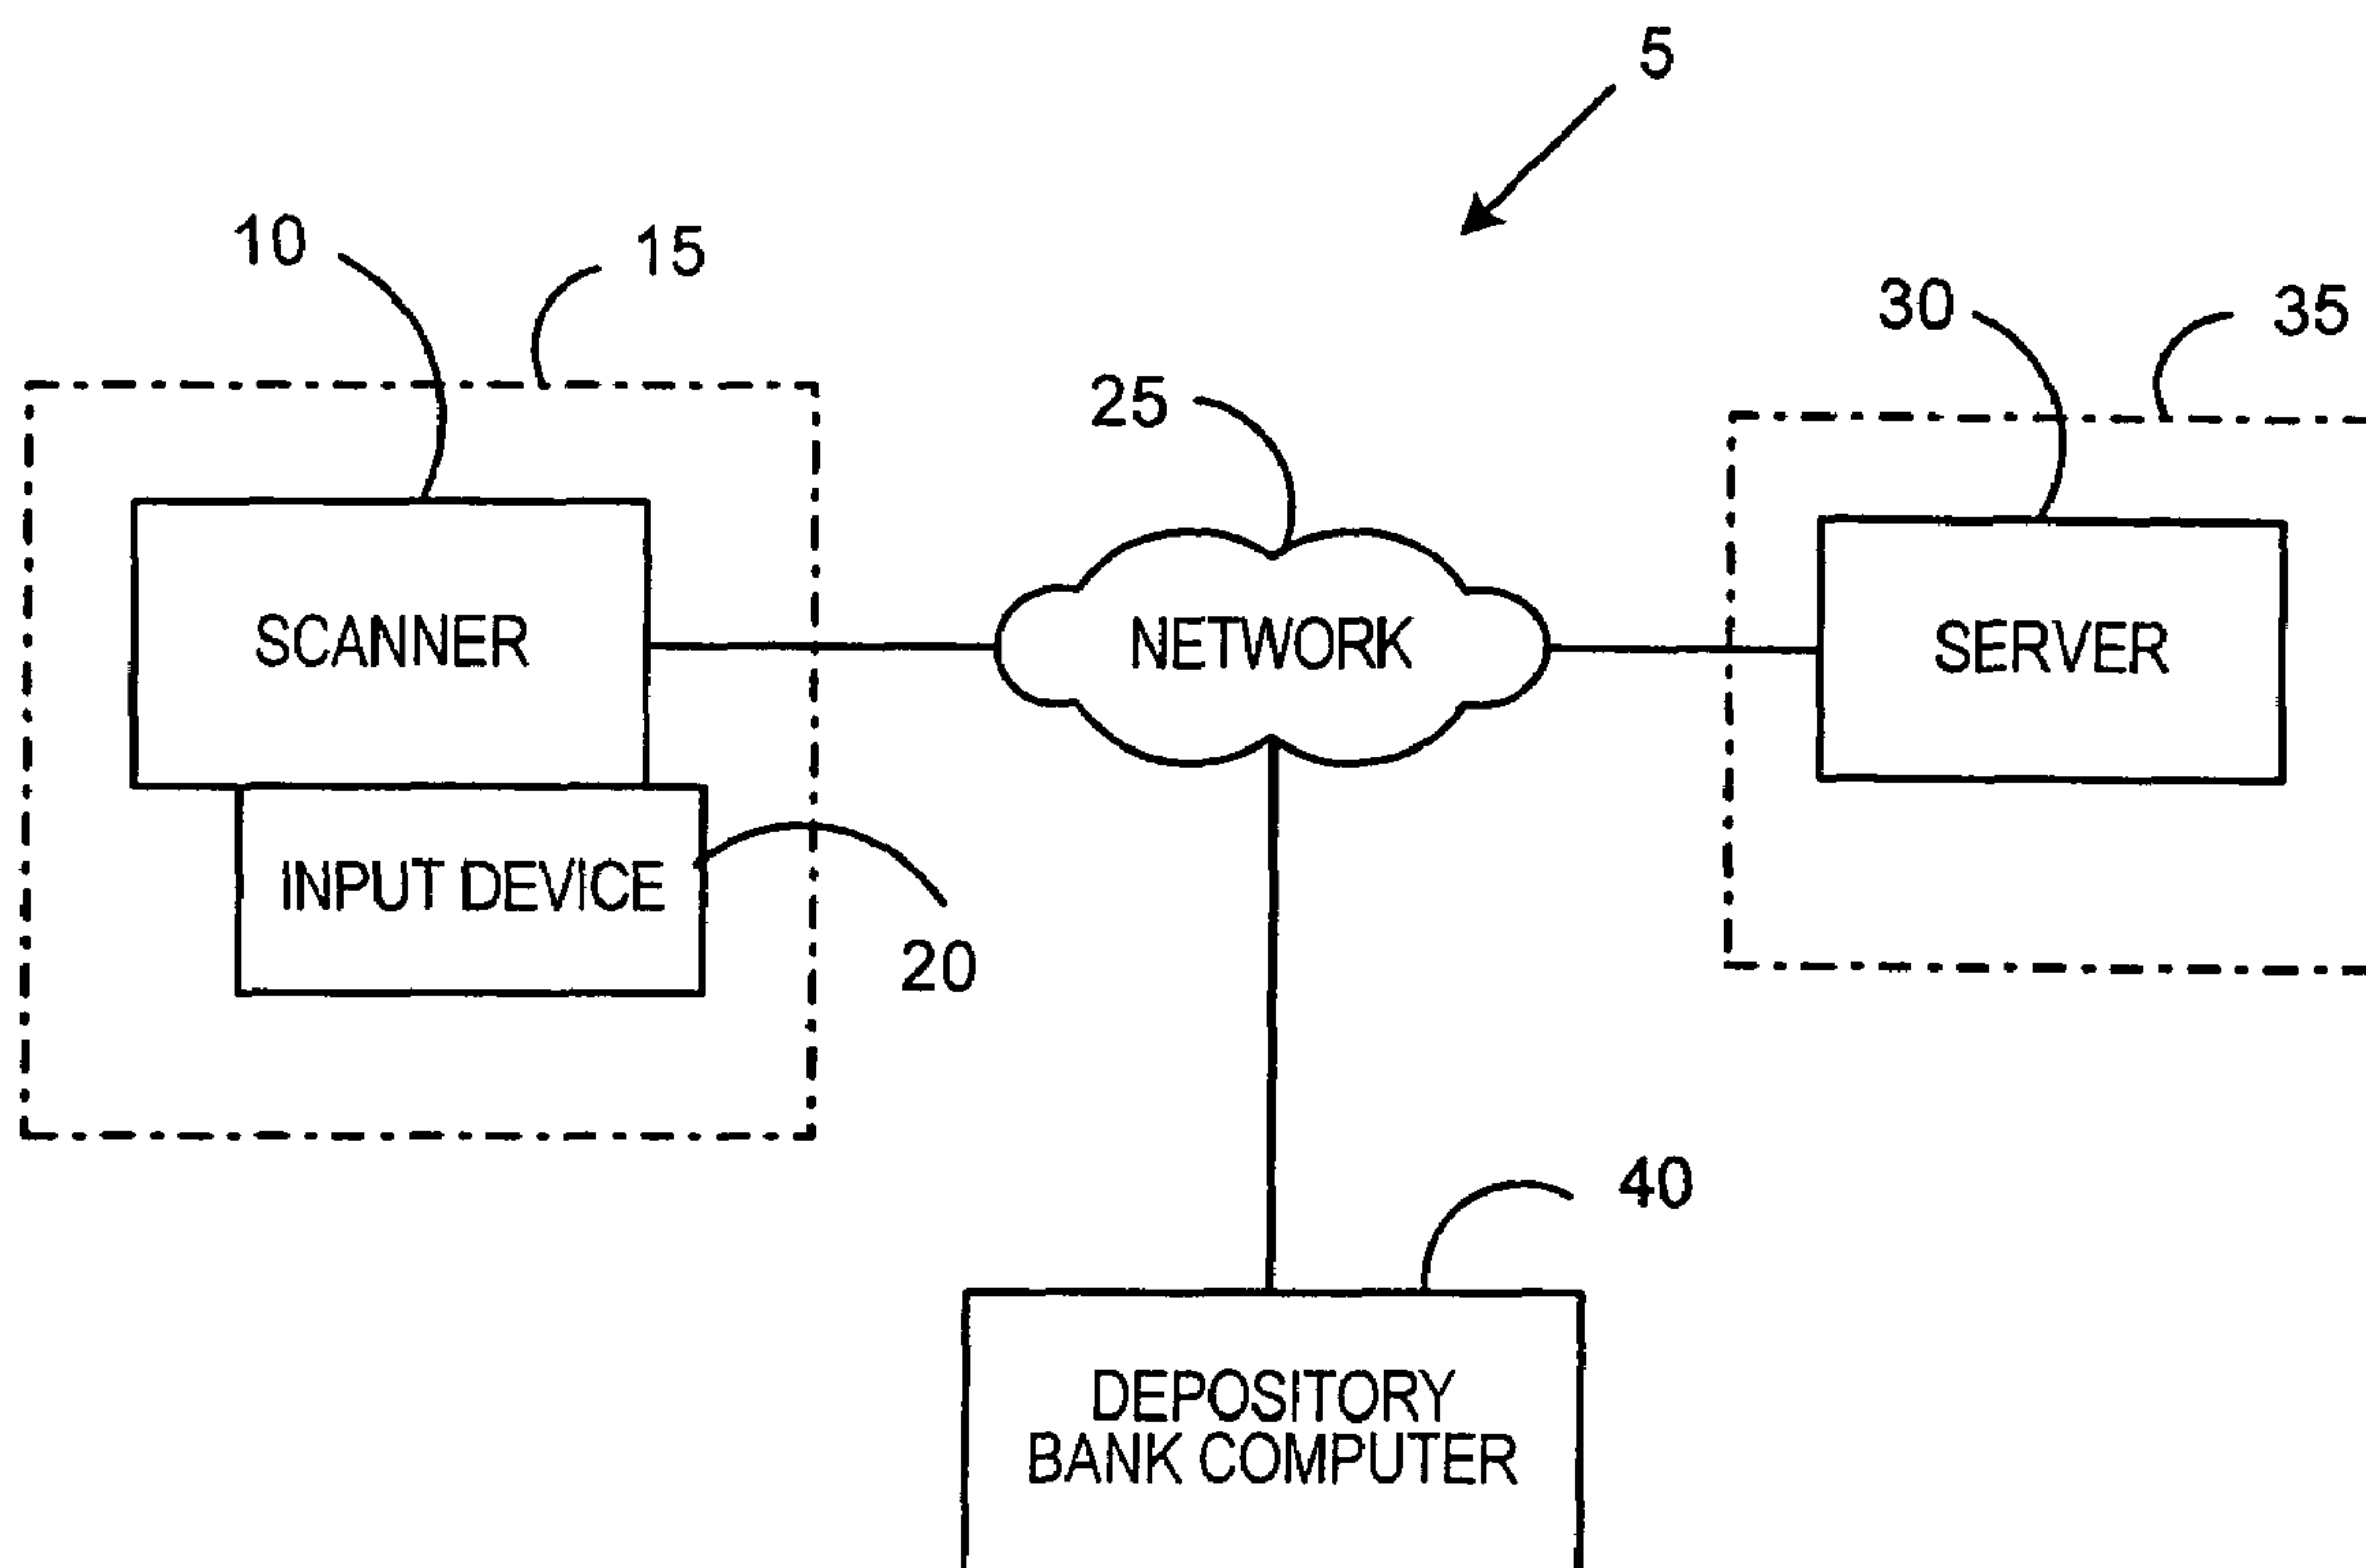 5
10
15
30
35
25
SCANNER
NETWORK
SERVER
INPUT DEVICE
20
40
DEPOSITORY
BANK COMPUTER